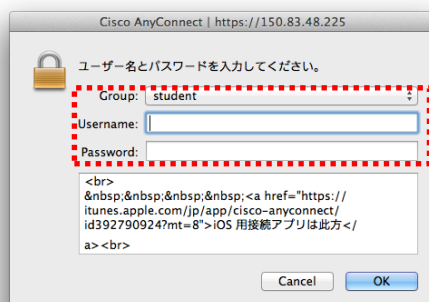 Cisco AnyConnect | https://150.83.48.225
ユーザー名とパスワードを入力してください。
Group: student
Username:
Password:
<br>
&nbsp;&nbsp;&nbsp;&nbsp;<a href="https://
itunes.apple.com/jp/app/cisco-anyconnect/
id392790924?mt=8">iOS 用接続アプリは此方</
a><br>
Cancel OK